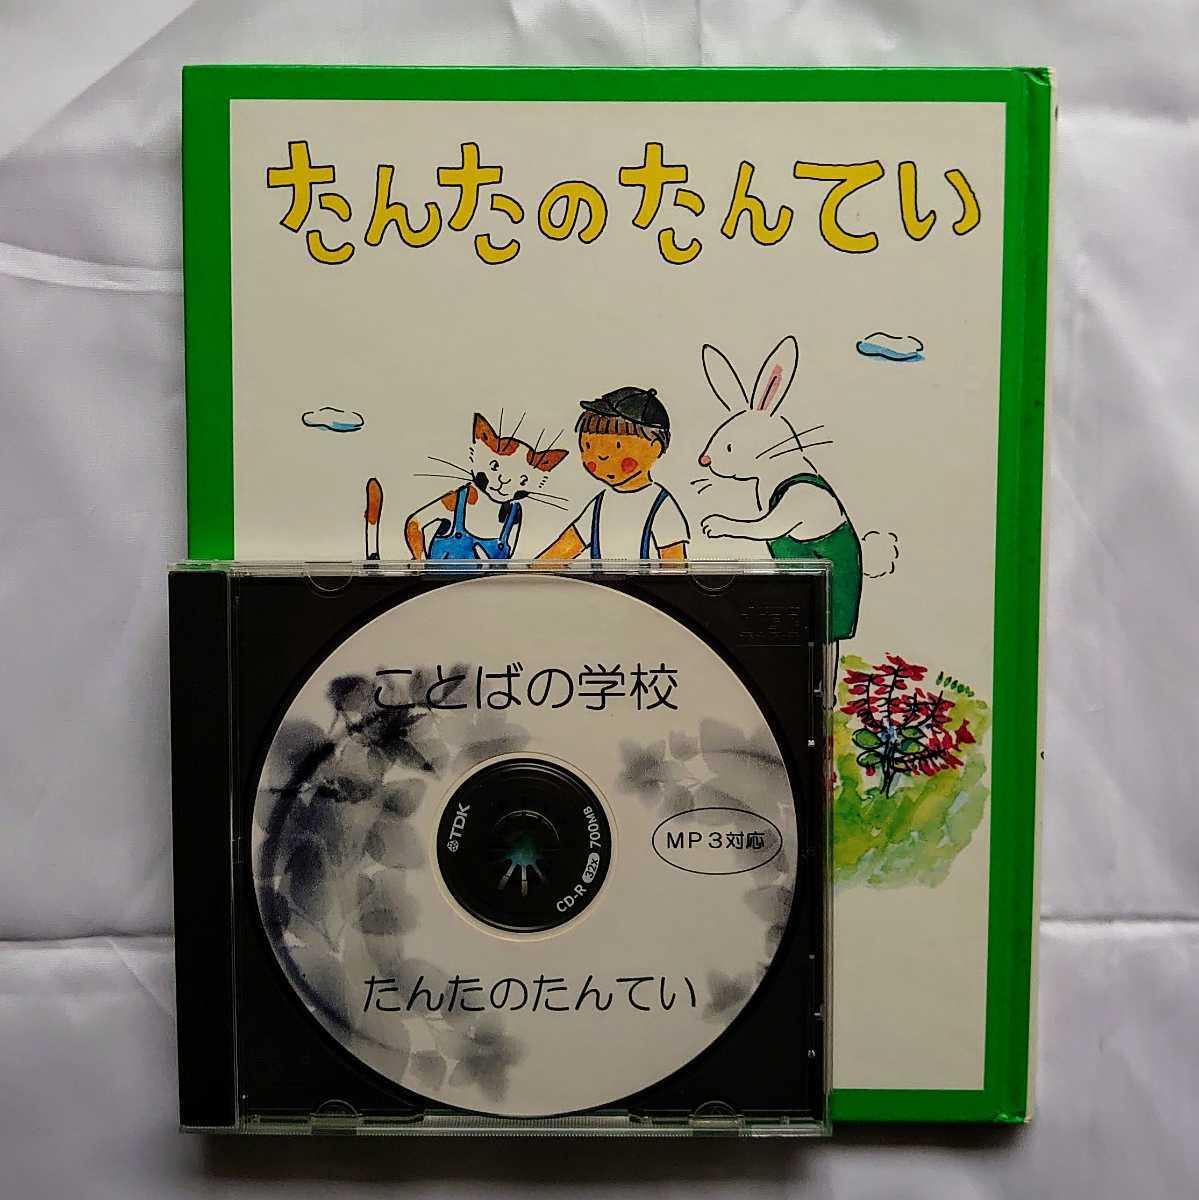 たんたのたんてい
ことばの学校
MP3対応
TDK
CD-R 32x 700MB
たんたのたんてい